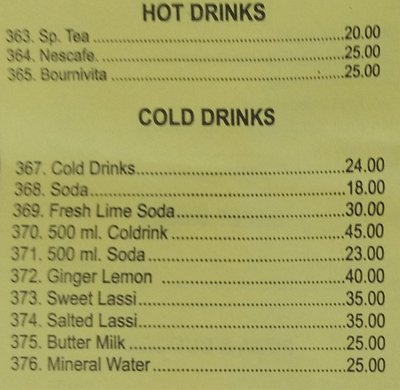 HOT DRINKS
363. Sp. Tea ..........................................................20.00
364. Nescafe. ........................................................25.00
365. Bournivita ......................................................25.00
COLD DRINKS
367. Cold Drinks..................................................24.00
368. Soda............................................................18.00
369. Fresh Lime Soda........................................30.00
370. 500 ml. Coldrink .........................................45.00
371. 500 ml. Soda...............................................23.00
372. Ginger Lemon ...........................................40.00
373. Sweet Lassi.................................................35.00
374. Salted Lassi.................................................35.00
375. Butter Milk ..................................................25.00
376. Mineral Water..............................................25.00